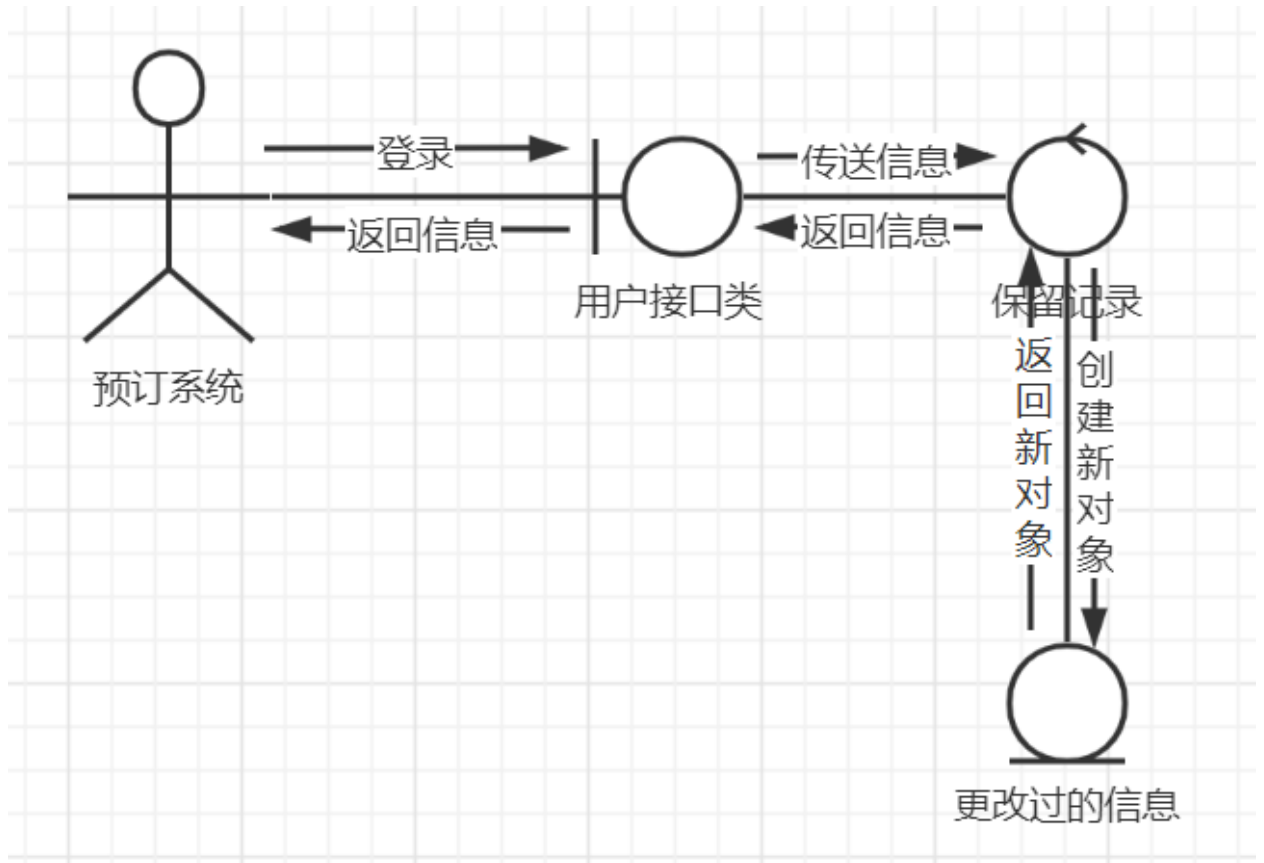 登录
传送信息
返回信息
返回信息
用户接口类
保留记录
预订系统
返回新对象
创建新对象
更改过的信息